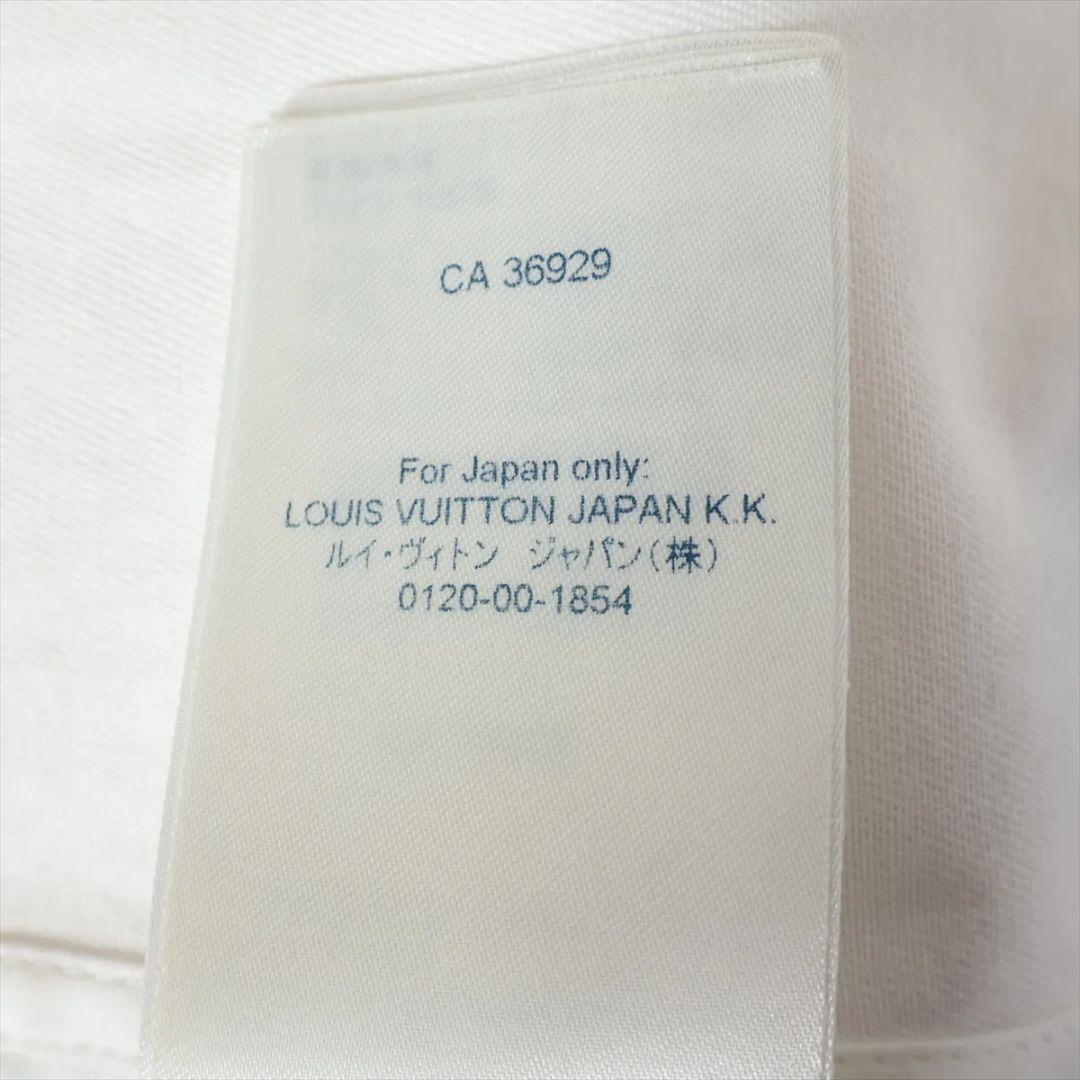 CA 36929
For Japan only:
LOUIS VUITTON JAPAN K.K.
ルイ・ヴィトン　ジャパン(株)
0120-00-1854